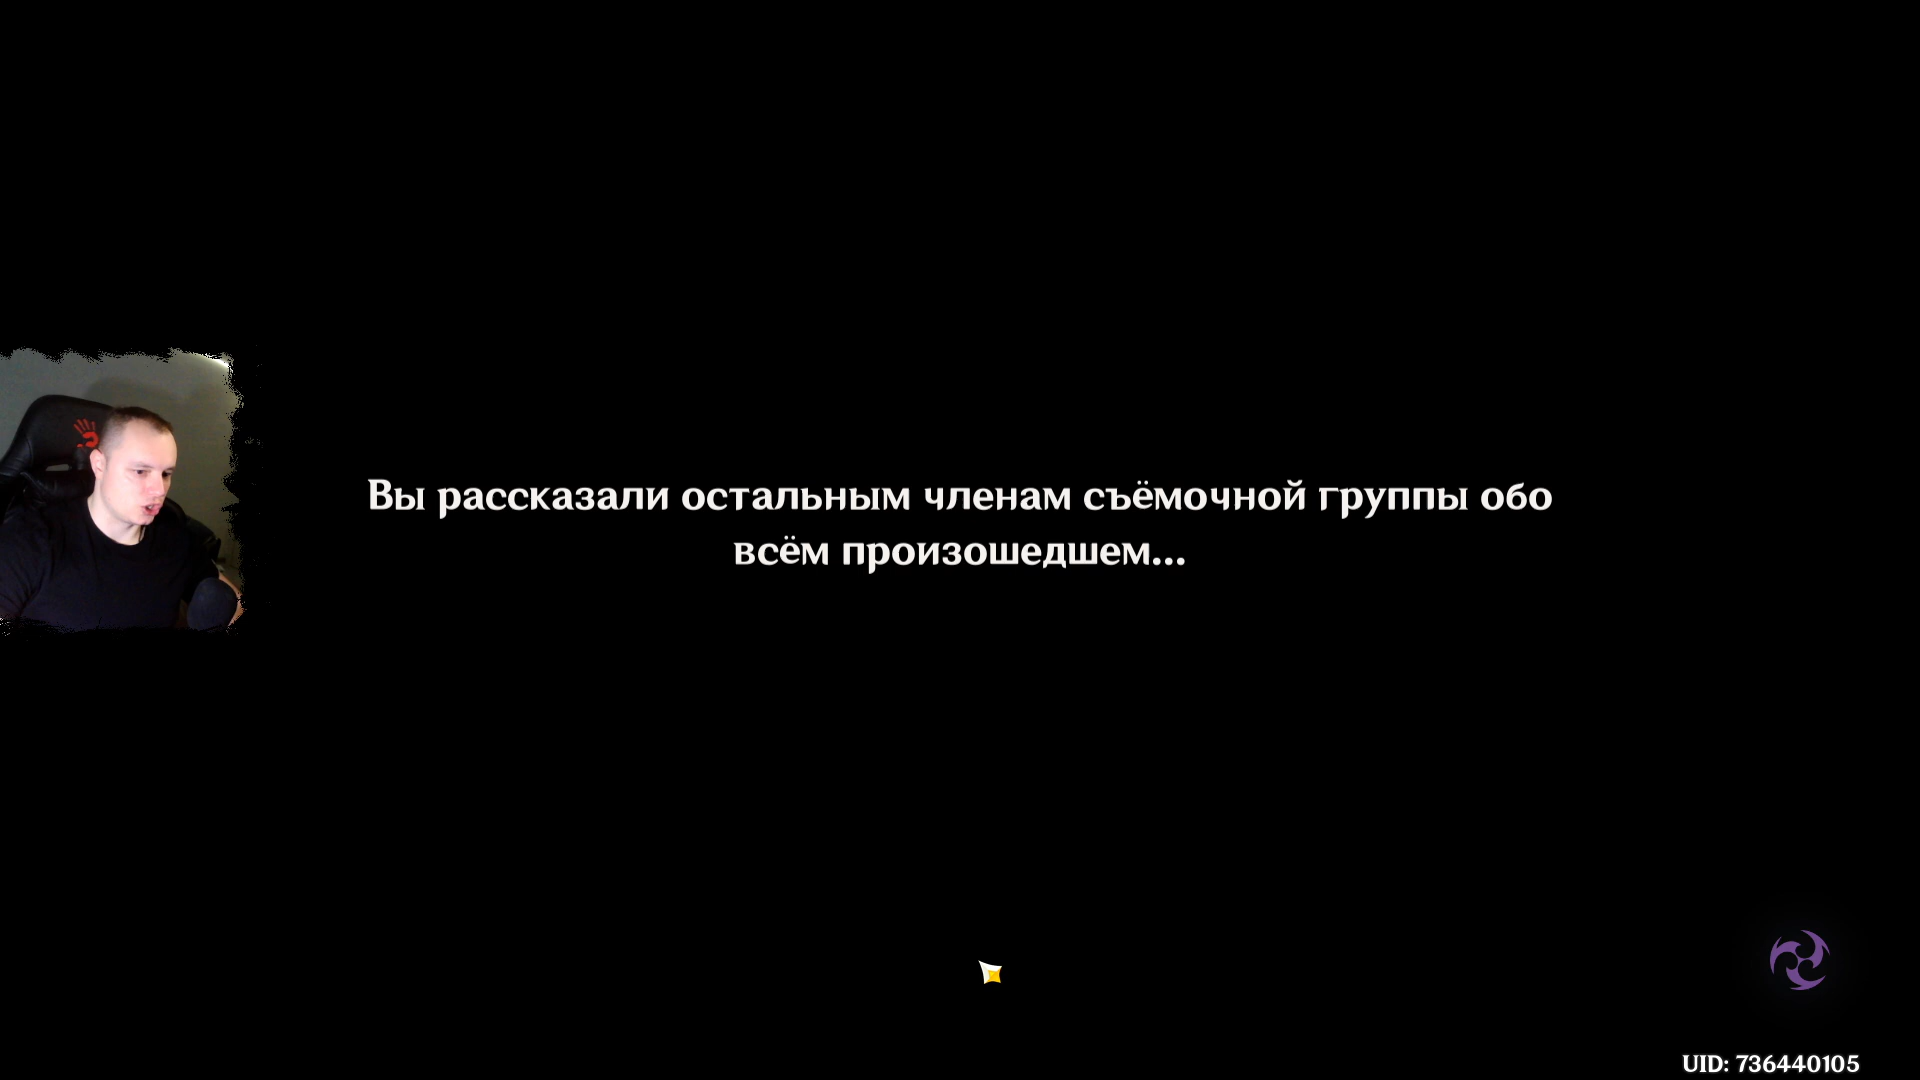 Вы рассказали остальным членам съёмочной группы обо
всём произошедшем...
UID: 736440105